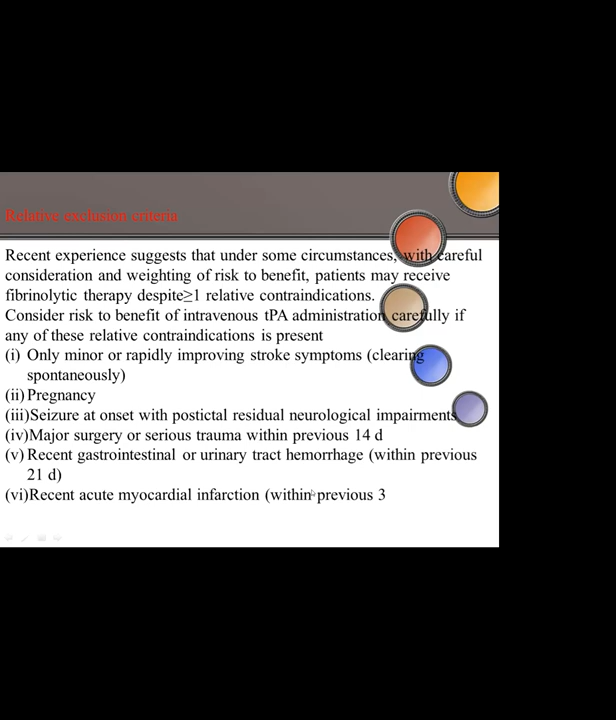 Relative exclusion criteria
Recent experience suggests that under some circumstances, with careful
consideration and weighting of risk to benefit, patients may receive
fibrinolytic therapy despite≥1 relative contraindications.
Consider risk to benefit of intravenous tPA administration carefully if
any of these relative contraindications is present
(i) Only minor or rapidly improving stroke symptoms (clearing
spontaneously)
(ii) Pregnancy
(iii)Seizure at onset with postictal residual neurological impairments
(iv)Major surgery or serious trauma within previous 14 d
(v) Recent gastrointestinal or urinary tract hemorrhage (within previous
21 d)
(vi)Recent acute myocardial infarction (within previous 3